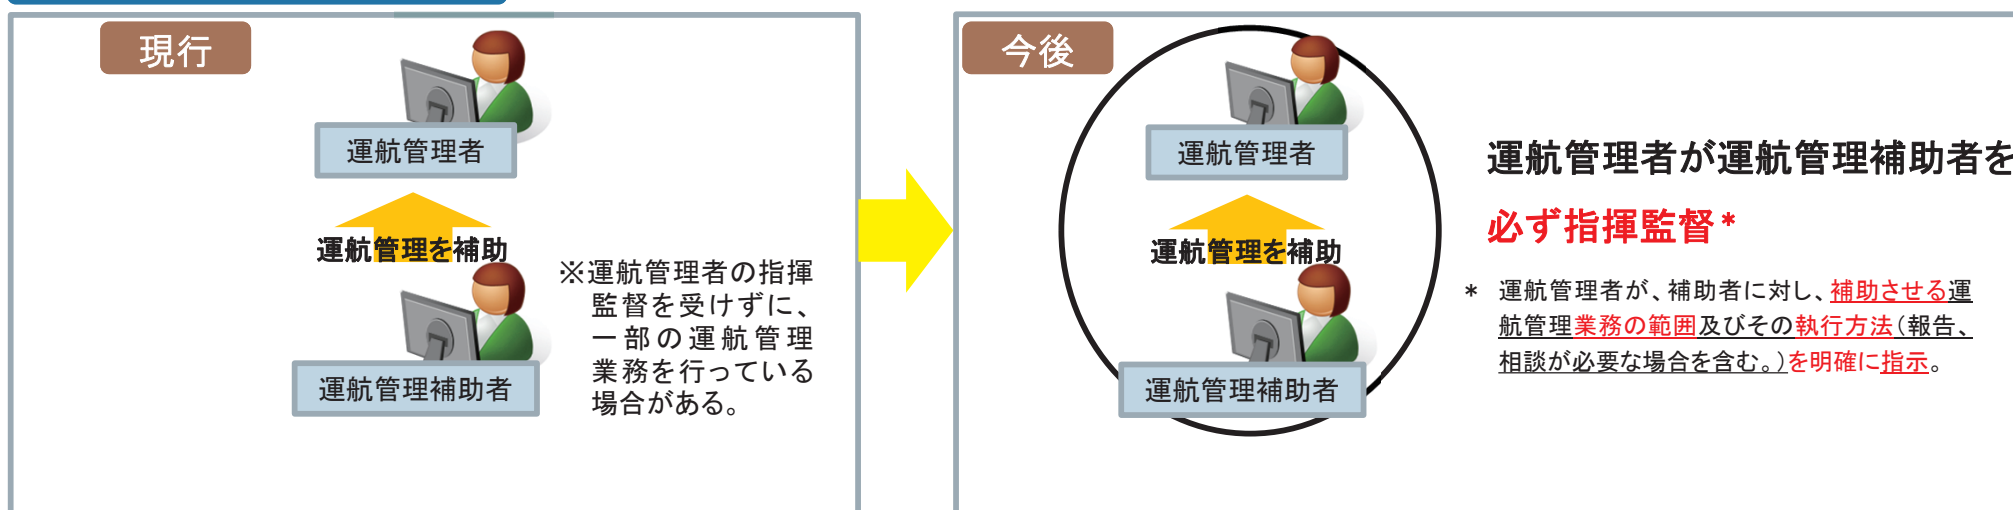 現行
運航管理者
運航管理を補助
運航管理補助者
※運航管理者の指揮
監督を受けずに、
一部の運航管理
業務を行っている
場合がある。
今後
運航管理者
運航管理を補助
運航管理補助者
運航管理者が運航管理補助者を
必ず指揮監督*
* 運航管理者が、補助者に対し、補助させる運
航管理業務の範囲及びその執行方法(報告、
相談が必要な場合を含む。)を明確に指示。